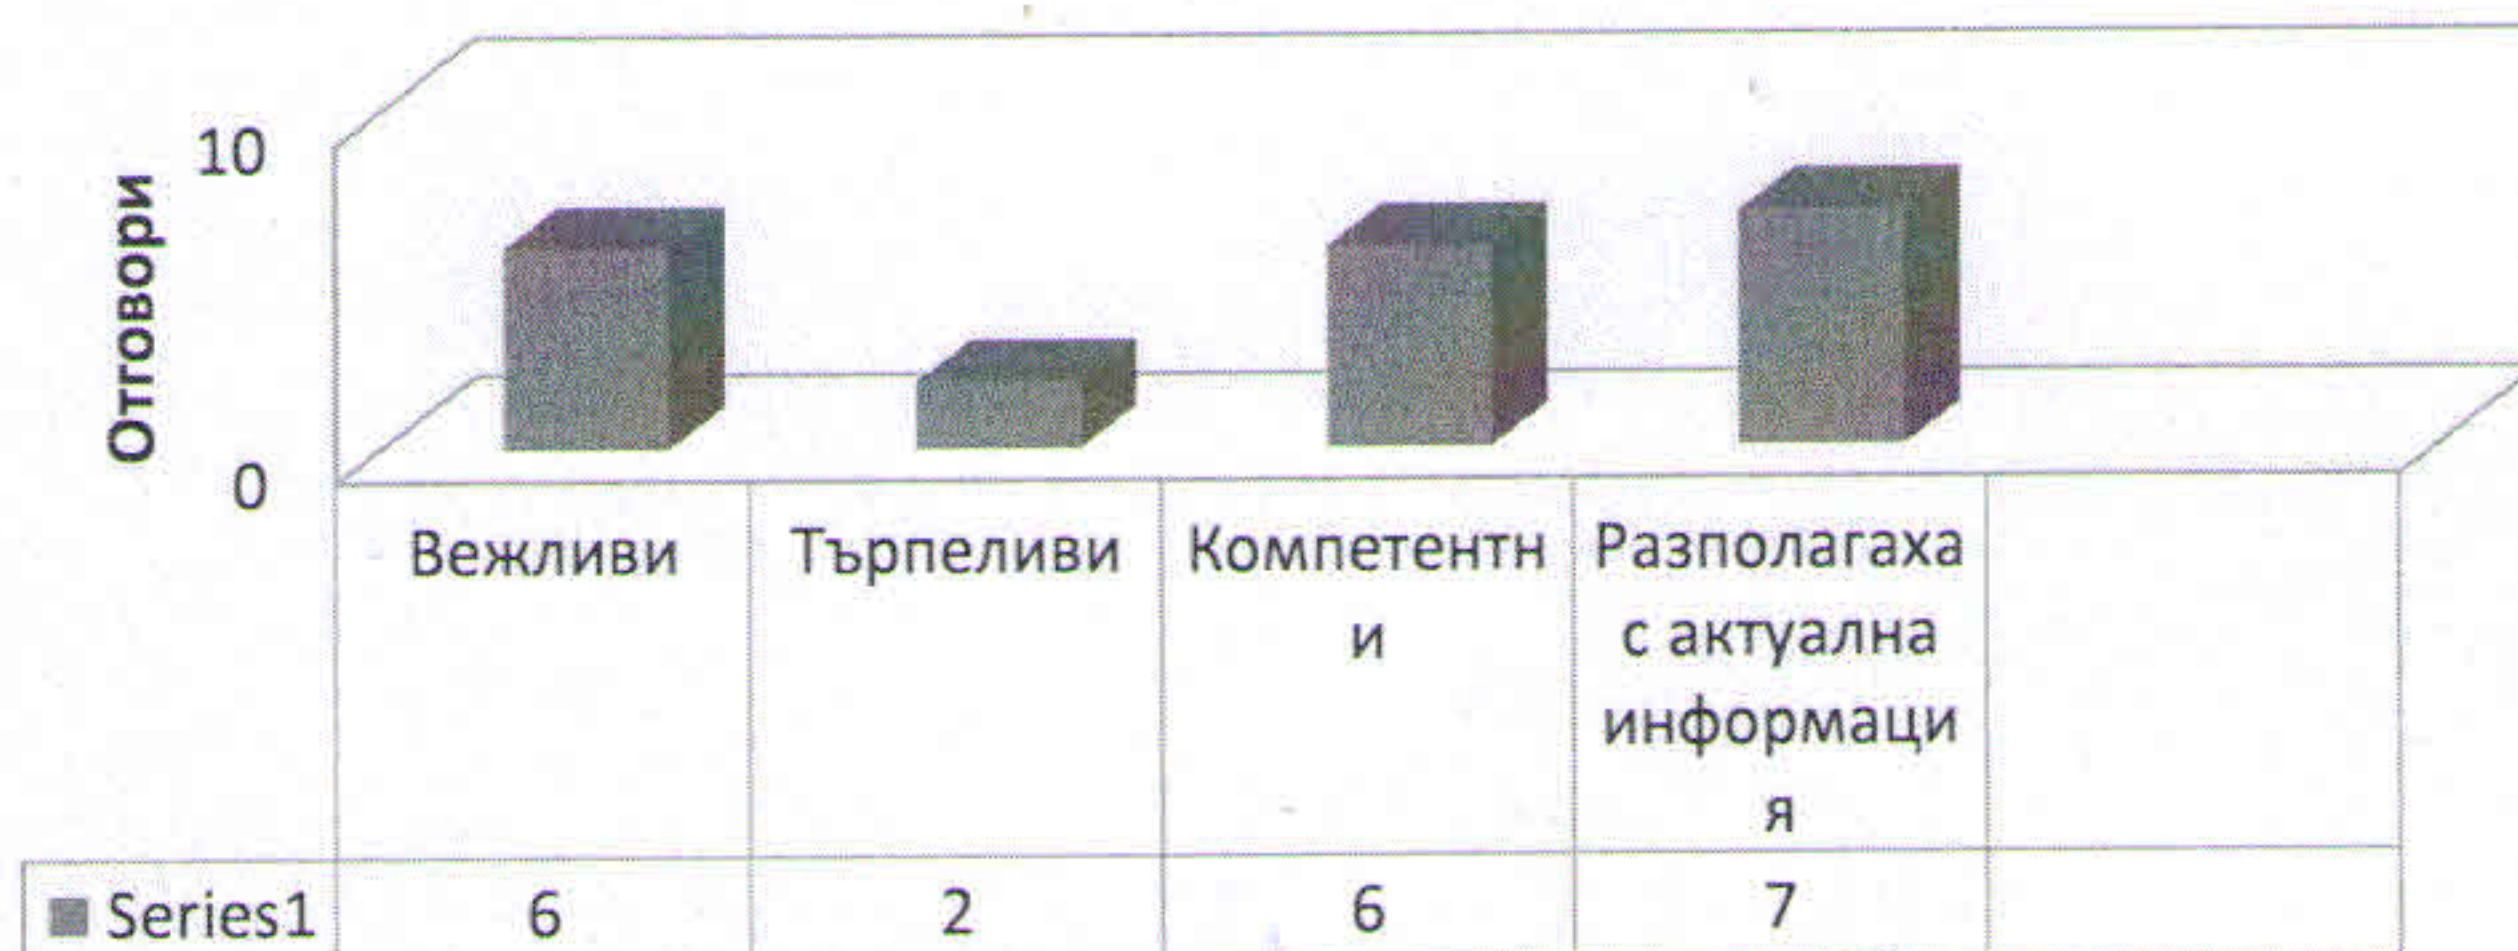 10
Отговори
0
Вежливи
Търпеливи
Компетентн
и
Разполагаха
с актуална
информаци
я
Series1 6 2 6 7